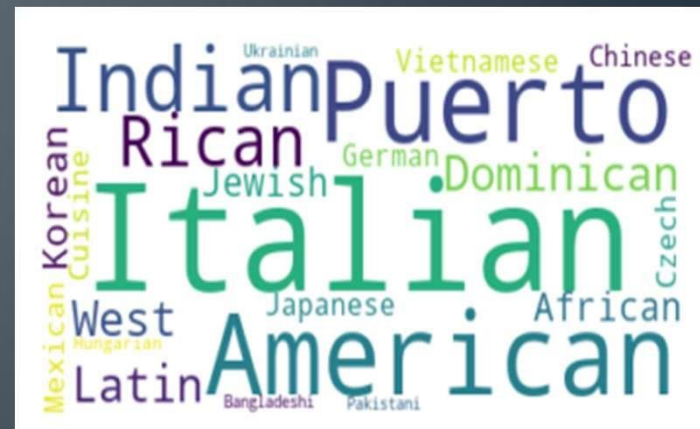 Ukrainian
Indian
Vietnamese
Chinese
Puerto
Rican
German
Jewish
Dominican
Korean
Cuisine
Italian
Czech
Japanese
African
West
Mexican
Hungarian
American
Latin
Bangladeshi
Pakistani